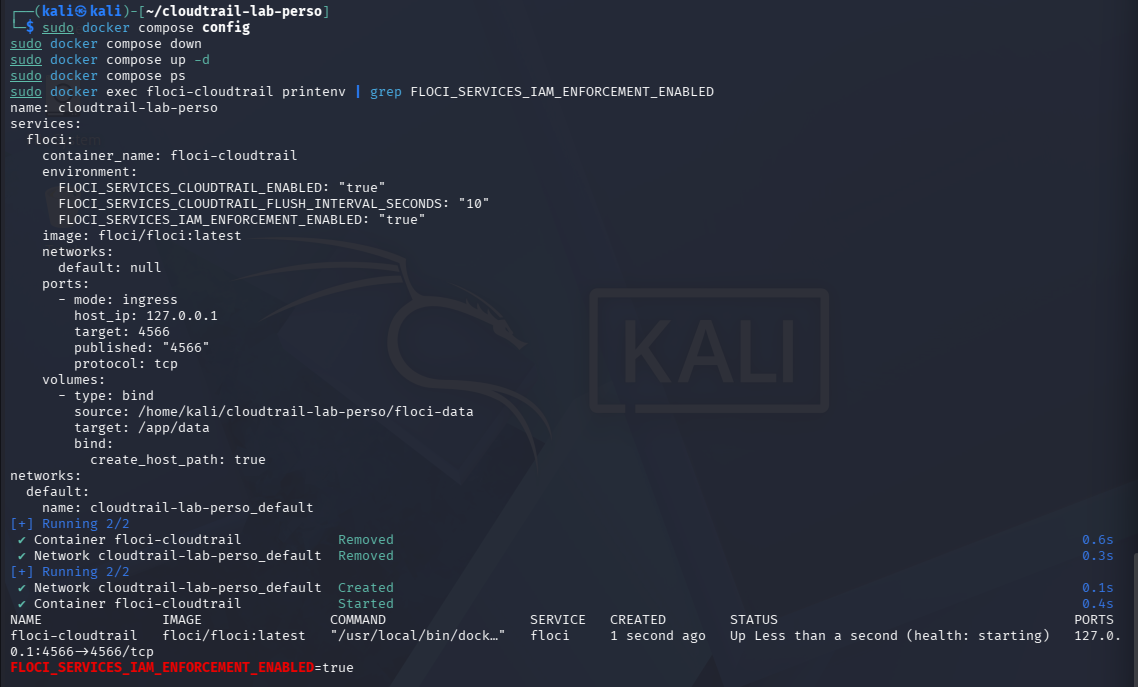 ┌──(kali㉿kali)-[~/cloudtrail-lab-perso]
└─$ sudo docker compose config
sudo docker compose down
sudo docker compose up -d
sudo docker compose ps
sudo docker exec floci-cloudtrail printenv | grep FLOCI_SERVICES_IAM_ENFORCEMENT_ENABLED
name: cloudtrail-lab-perso
services:
  floci:
    container_name: floci-cloudtrail
    environment:
      FLOCI_SERVICES_CLOUDTRAIL_ENABLED: "true"
      FLOCI_SERVICES_CLOUDTRAIL_FLUSH_INTERVAL_SECONDS: "10"
      FLOCI_SERVICES_IAM_ENFORCEMENT_ENABLED: "true"
    image: floci/floci:latest
    networks:
      default: null
    ports:
      - mode: ingress
        host_ip: 127.0.0.1
        target: 4566
        published: "4566"
        protocol: tcp
    volumes:
      - type: bind
        source: /home/kali/cloudtrail-lab-perso/floci-data
        target: /app/data
        bind:
          create_host_path: true
networks:
  default:
    name: cloudtrail-lab-perso_default
[+] Running 2/2
 ✔ Container floci-cloudtrail            Removed 0.6s
 ✔ Network cloudtrail-lab-perso_default  Removed 0.3s
[+] Running 2/2
 ✔ Network cloudtrail-lab-perso_default  Created 0.1s
 ✔ Container floci-cloudtrail            Started 0.4s
NAME               IMAGE                COMMAND                  SERVICE   CREATED        STATUS                                     PORTS
floci-cloudtrail   floci/floci:latest   "/usr/local/bin/dock…"   floci     1 second ago   Up Less than a second (health: starting)   127.0.
0.1:4566->4566/tcp
FLOCI_SERVICES_IAM_ENFORCEMENT_ENABLED=true
KALI